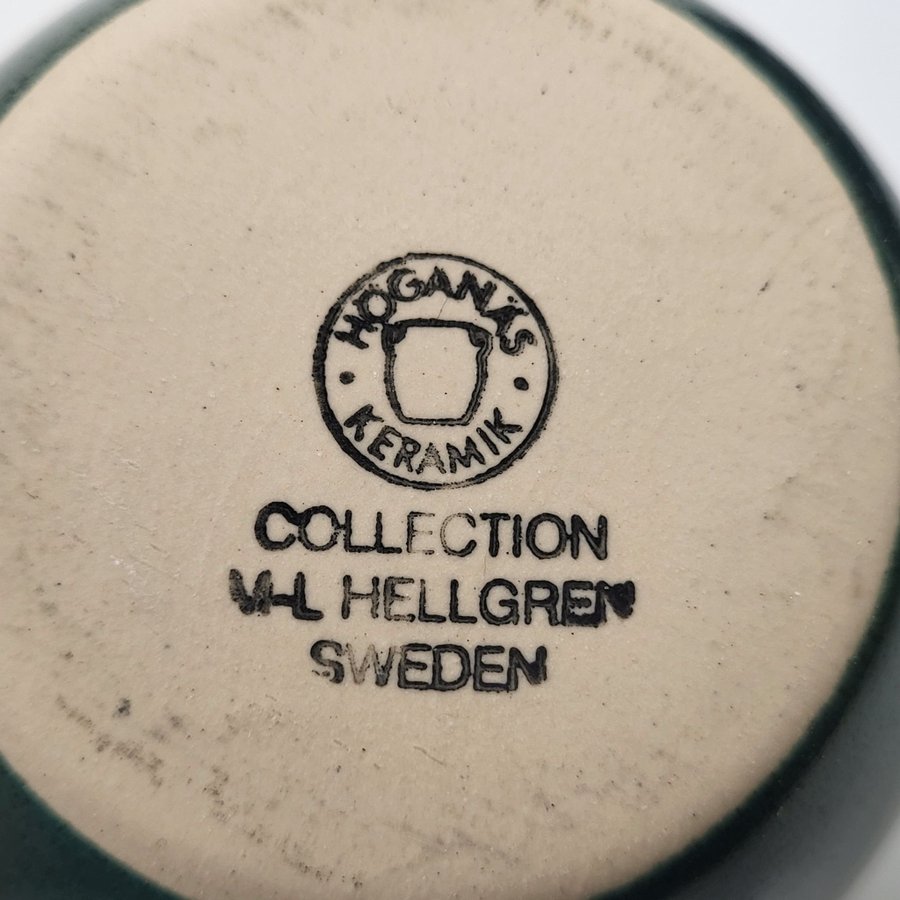 HÖGANÄS
KERAMIK
COLLECTION
M-L HELLGREN
SWEDEN